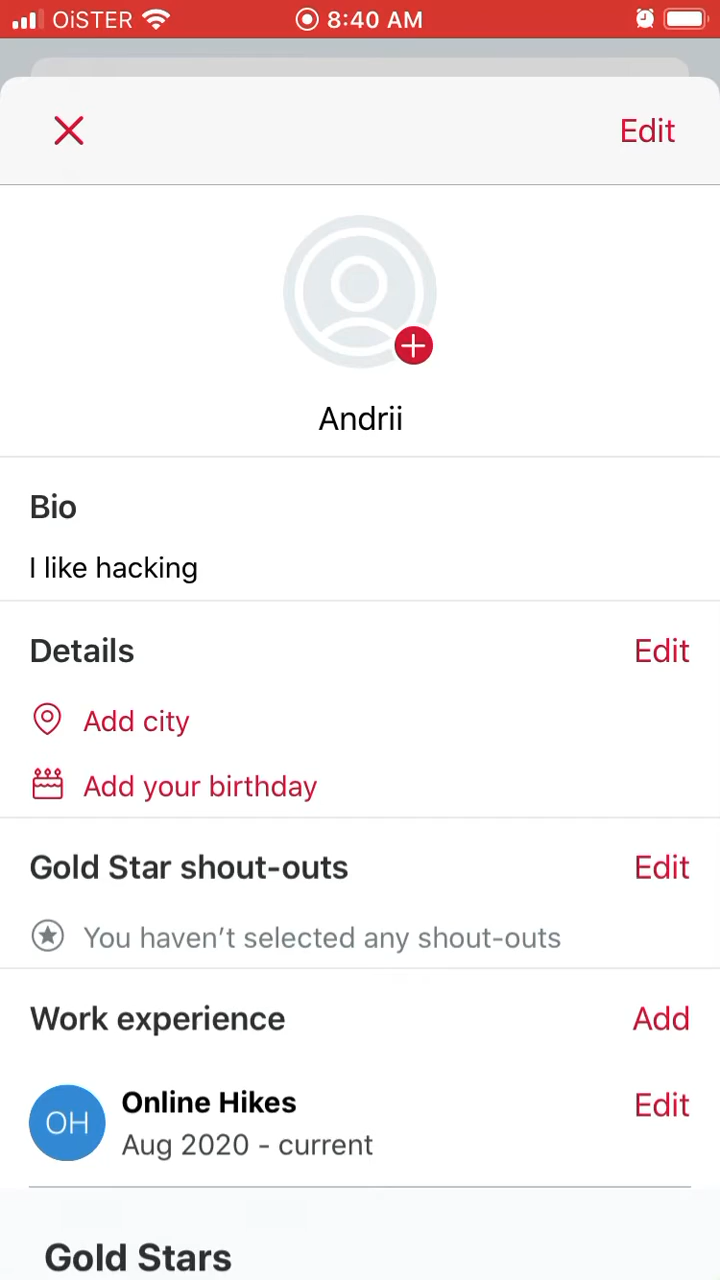 OiSTER 8:40 AM
Edit
Andrii
Bio
I like hacking
Details Edit
Add city
Add your birthday
Gold Star shout-outs Edit
You haven’t selected any shout-outs
Work experience Add
OH Online Hikes Edit
Aug 2020 - current
Gold Stars